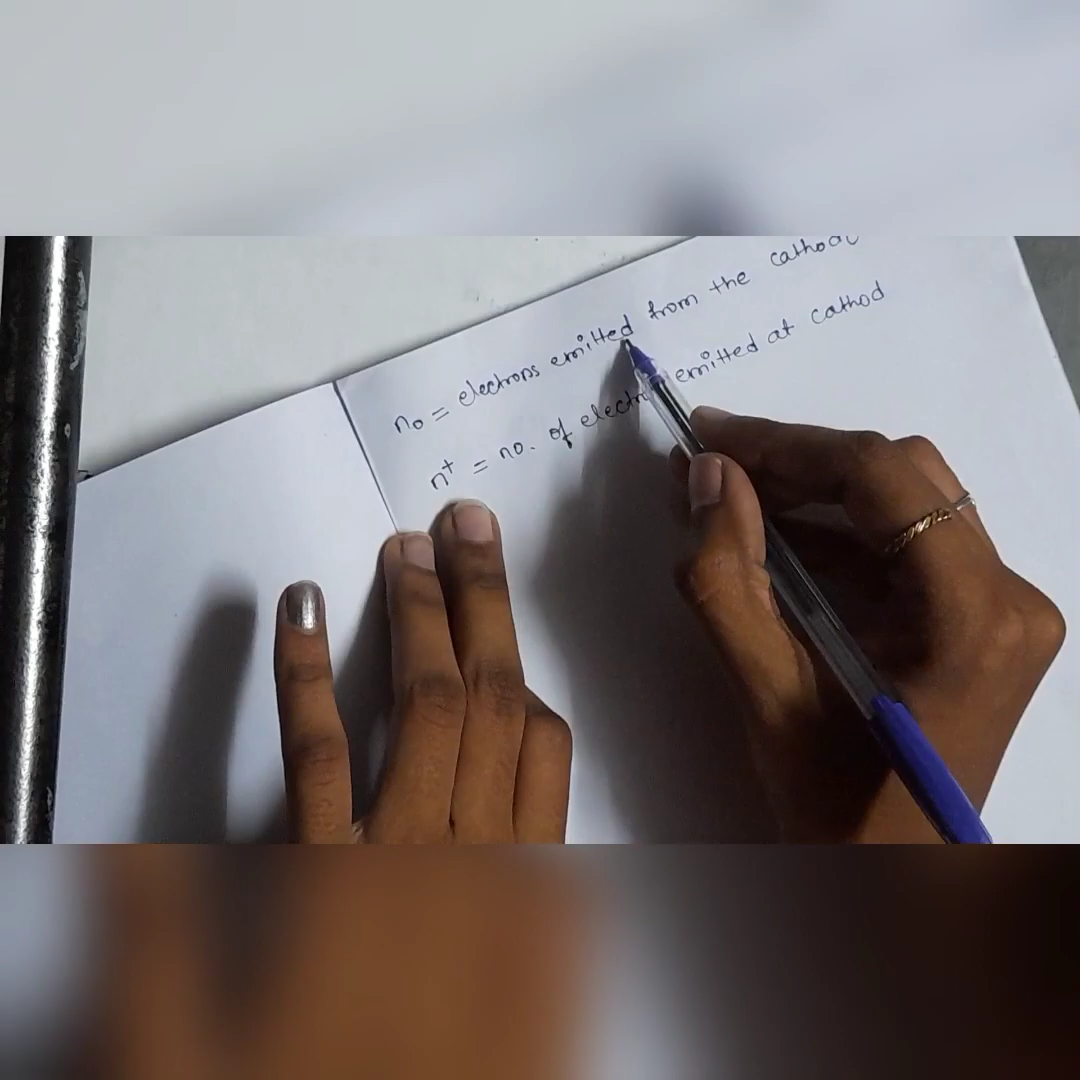 n₀ = electrons emitted from the
n⁺ = no. of emitted at cathod